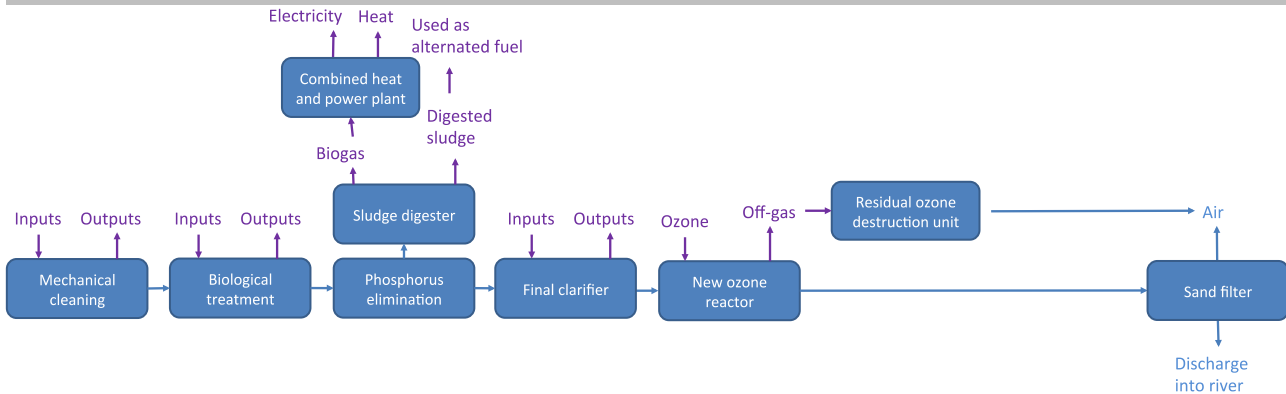 Electricity
Heat
Used as
alternated fuel
Combined heat
and power plant
Digested
sludge
Biogas
Sludge digester
Residual ozone
destruction unit
Inputs
Outputs
Inputs
Outputs
Inputs
Outputs
Ozone
Off-gas
Air
Mechanical
cleaning
Biological
treatment
Phosphorus
elimination
Final clarifier
New ozone
reactor
Sand filter
Discharge
into river